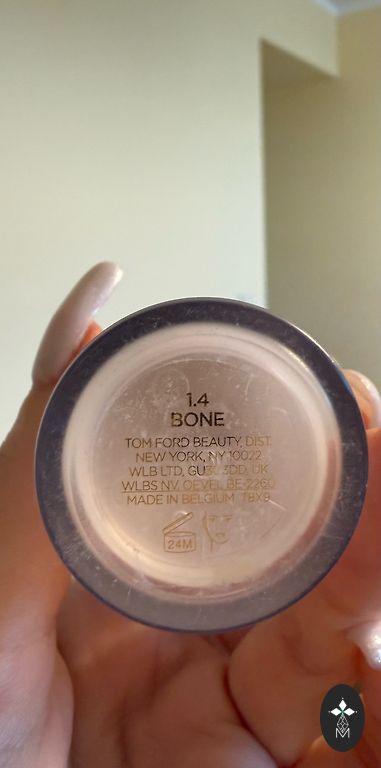 1.4
BONE
TOM FORD BEAUTY, DIST.
NEW YORK, NY 10022
WLB LTD, 3DD, UK
WLBS NV. OEVEL BE-2260
MADE IN BELGIUM T8X9
24M
M